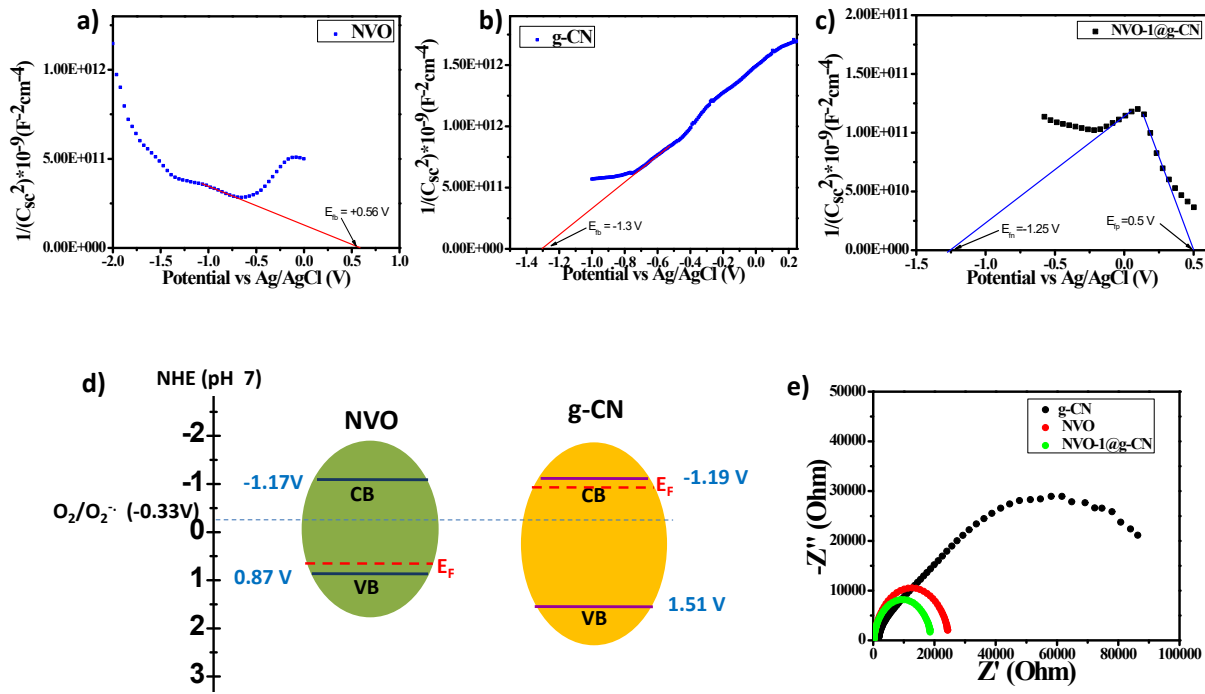 a)
NVO
1/(Csc²)*10⁻⁹(F⁻²cm⁻⁴)
1.00E+012
5.00E+011
0.00E+000
E_fb = +0.56 V
-2.0 -1.5 -1.0 -0.5 0.0 0.5 1.0
Potential vs Ag/AgCl (V)
b)
g-CN
1/(Csc²)*10⁻⁹(F⁻²cm⁻⁴)
1.50E+012
1.00E+012
5.00E+011
0.00E+000
E_fb = -1.3 V
-1.4 -1.2 -1.0 -0.8 -0.6 -0.4 -0.2 0.0 0.2
Potential vs Ag/AgCl (V)
c)
NVO-1@g-CN
1/(Csc²)*10⁻⁹(F⁻²cm⁻⁴)
2.00E+011
1.50E+011
1.00E+011
5.00E+010
0.00E+000
E_fn = -1.25 V
E_fp = 0.5 V
-1.5 -1.0 -0.5 0.0 0.5
Potential vs Ag/AgCl (V)
d)
NHE (pH 7)
NVO
g-CN
-2
-1
0
1
2
3
O₂/O₂⁻· (-0.33V)
-1.17V
CB
0.87 V
VB
E_F
-1.19 V
CB
E_F
1.51 V
VB
e)
g-CN
NVO
NVO-1@g-CN
-Z" (Ohm)
50000
40000
30000
20000
10000
0
0 20000 40000 60000 80000 100000
Z' (Ohm)